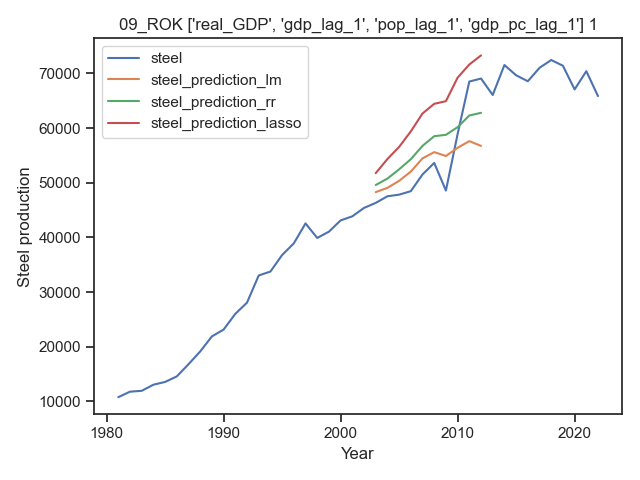 09_ROK ['real_GDP', 'gdp_lag_1', 'pop_lag_1', 'gdp_pc_lag_1'] 1
steel
steel_prediction_lm
steel_prediction_rr
steel_prediction_lasso
Steel production
70000
60000
50000
40000
30000
20000
10000
1980 1990 2000 2010 2020
Year